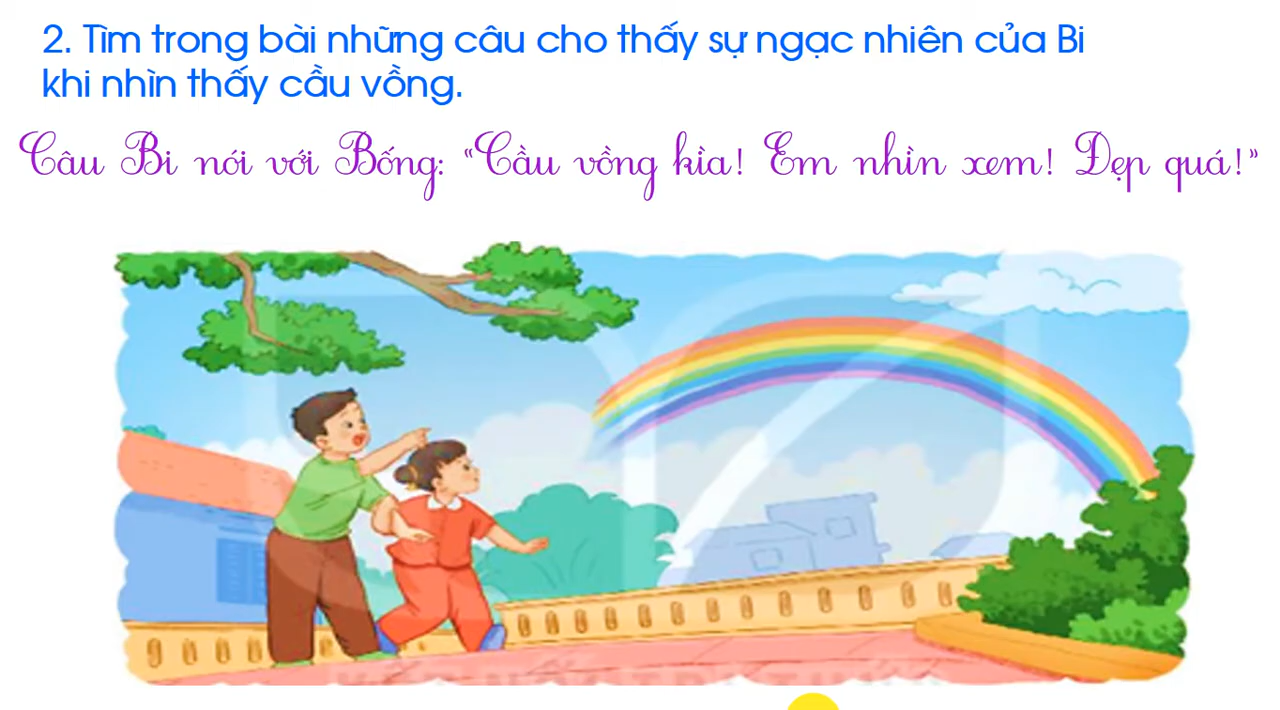 2. Tìm trong bài những câu cho thấy sự ngạc nhiên của Bi
khi nhìn thấy cầu vồng.
Câu Bi nói với Bống: “Cầu vồng kìa! Em nhìn xem! Đẹp quá!”